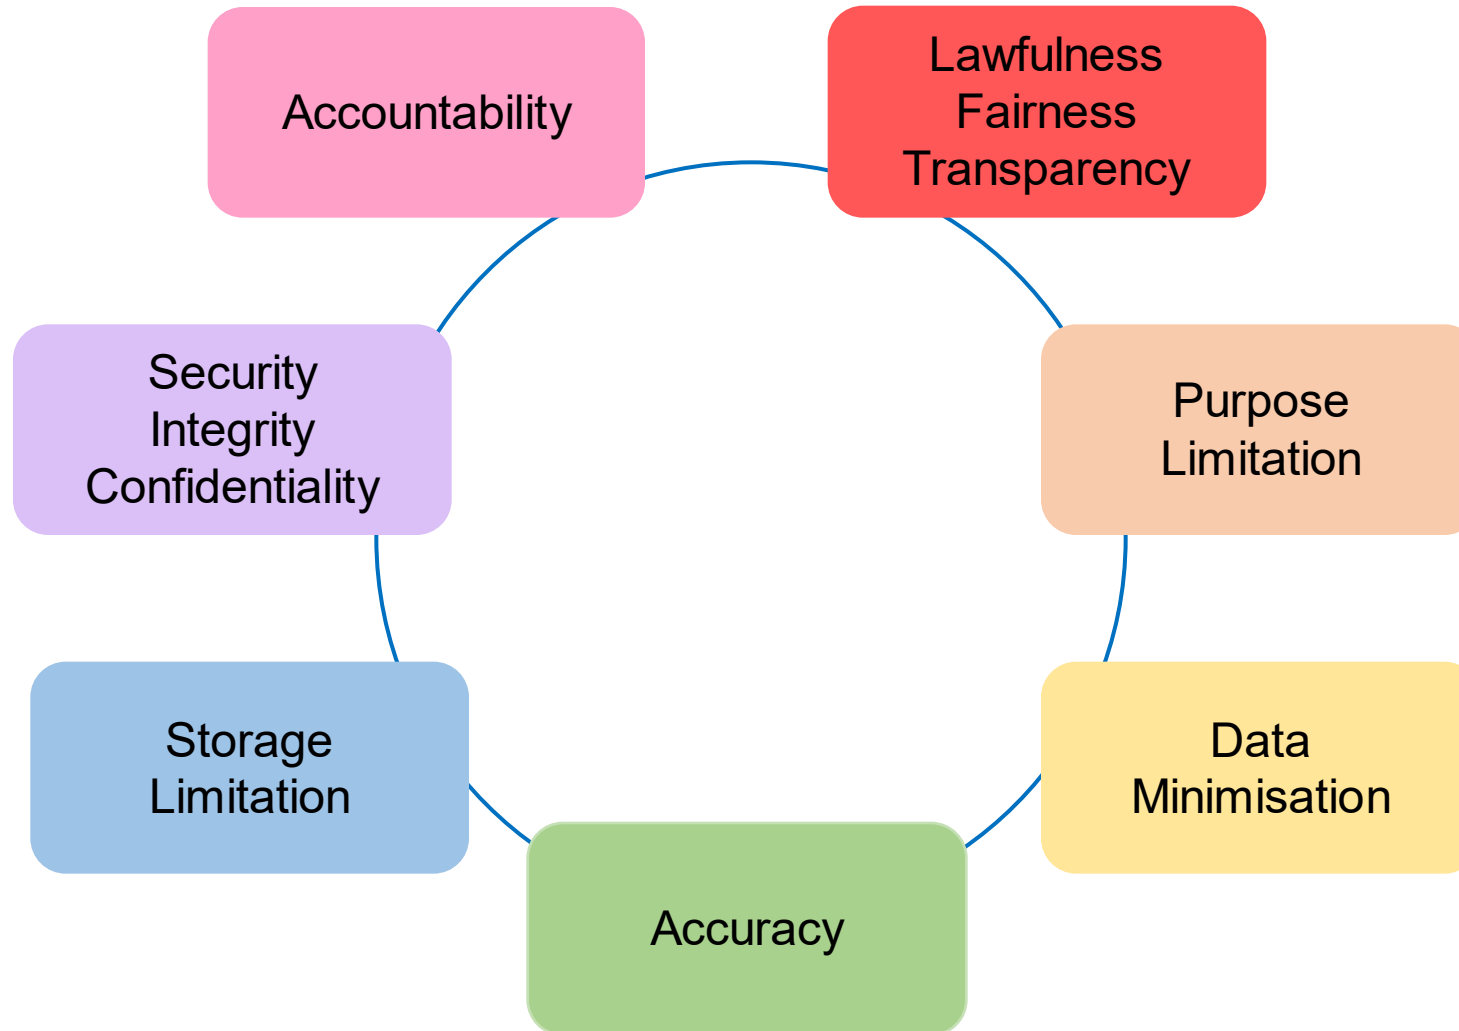 Accountability
Lawfulness
Fairness
Transparency
Security
Integrity
Confidentiality
Purpose
Limitation
Storage
Limitation
Data
Minimisation
Accuracy